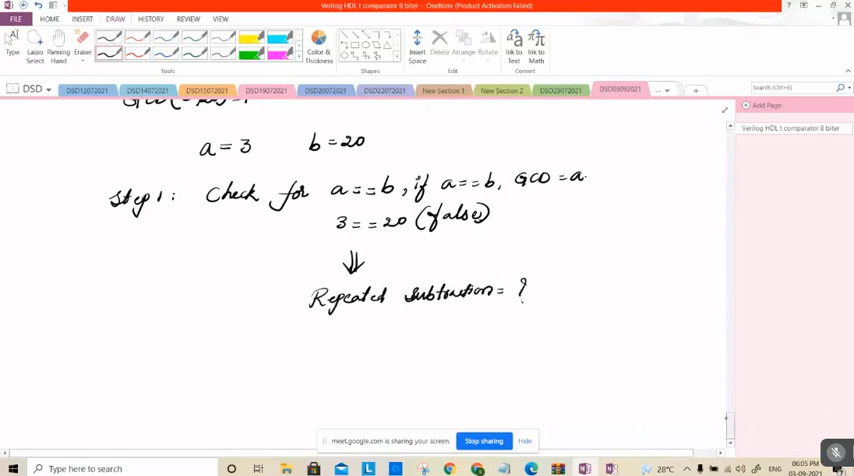 Verilog HDL t comparator 8 biter - OneNote (Product Activation Failed)
FILE HOME INSERT DRAW HISTORY REVIEW VIEW
Type Lasso Select Panning Hand Eraser Color & Thickness Insert Space Delete Arrange Rotate Ink to Text Ink to Math
Tools Shapes Edit Convert
DSD DSD12072021 DSD14072021 DSD15072021 DSD19072021 DSD20072021 DSD22072021 New Section 1 New Section 2 DSD29072021 DSD03092021 Search (Ctrl+E)
Add Page
Verilog HDL t comparator 8 biter
a = 3 b = 20
Step 1: Check for a == b, if a == b, GCD = a
3 == 20 (false)
⇓
Repeated Subtraction = ?
meet.google.com is sharing your screen. Stop sharing Hide
Type here to search 28°C ENG 06:05 PM 03-09-2021